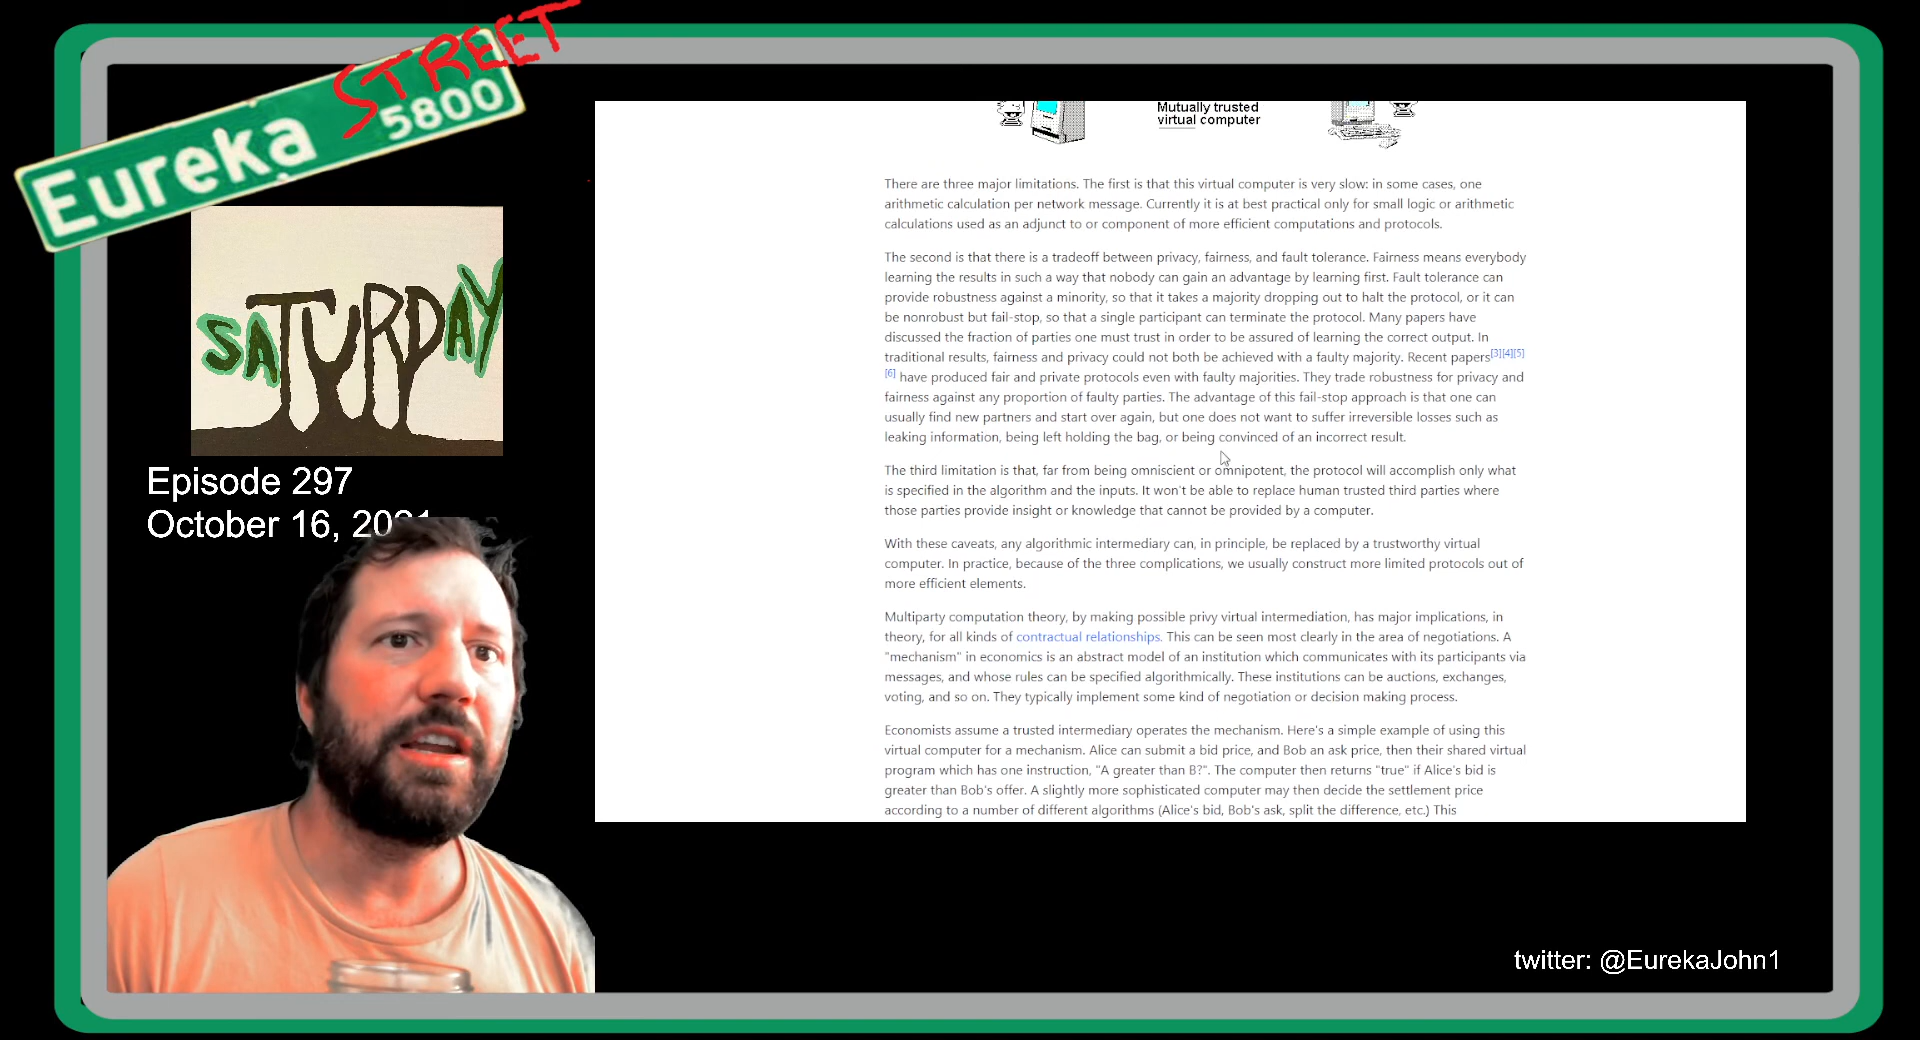 STREET
Eureka 5800
SATURDAY
Episode 297
October 16, 2021
Mutually trusted
virtual computer
There are three major limitations. The first is that this virtual computer is very slow: in some cases, one
arithmetic calculation per network message. Currently it is at best practical only for small logic or arithmetic
calculations used as an adjunct to or component of more efficient computations and protocols.
The second is that there is a tradeoff between privacy, fairness, and fault tolerance. Fairness means everybody
learning the results in such a way that nobody can gain an advantage by learning first. Fault tolerance can
provide robustness against a minority, so that it takes a majority dropping out to halt the protocol, or it can
be nonrobust but fail-stop, so that a single participant can terminate the protocol. Many papers have
discussed the fraction of parties one must trust in order to be assured of learning the correct output. In
traditional results, fairness and privacy could not both be achieved with a faulty majority. Recent papers[3][4][5]
[6] have produced fair and private protocols even with faulty majorities. They trade robustness for privacy and
fairness against any proportion of faulty parties. The advantage of this fail-stop approach is that one can
usually find new partners and start over again, but one does not want to suffer irreversible losses such as
leaking information, being left holding the bag, or being convinced of an incorrect result.
The third limitation is that, far from being omniscient or omnipotent, the protocol will accomplish only what
is specified in the algorithm and the inputs. It won't be able to replace human trusted third parties where
those parties provide insight or knowledge that cannot be provided by a computer.
With these caveats, any algorithmic intermediary can, in principle, be replaced by a trustworthy virtual
computer. In practice, because of the three complications, we usually construct more limited protocols out of
more efficient elements.
Multiparty computation theory, by making possible privy virtual intermediation, has major implications, in
theory, for all kinds of contractual relationships. This can be seen most clearly in the area of negotiations. A
"mechanism" in economics is an abstract model of an institution which communicates with its participants via
messages, and whose rules can be specified algorithmically. These institutions can be auctions, exchanges,
voting, and so on. They typically implement some kind of negotiation or decision making process.
Economists assume a trusted intermediary operates the mechanism. Here's a simple example of using this
virtual computer for a mechanism. Alice can submit a bid price, and Bob an ask price, then their shared virtual
program which has one instruction, "A greater than B?". The computer then returns "true" if Alice's bid is
greater than Bob's offer. A slightly more sophisticated computer may then decide the settlement price
according to a number of different algorithms (Alice's bid, Bob's ask, split the difference, etc.) This
twitter: @EurekaJohn1